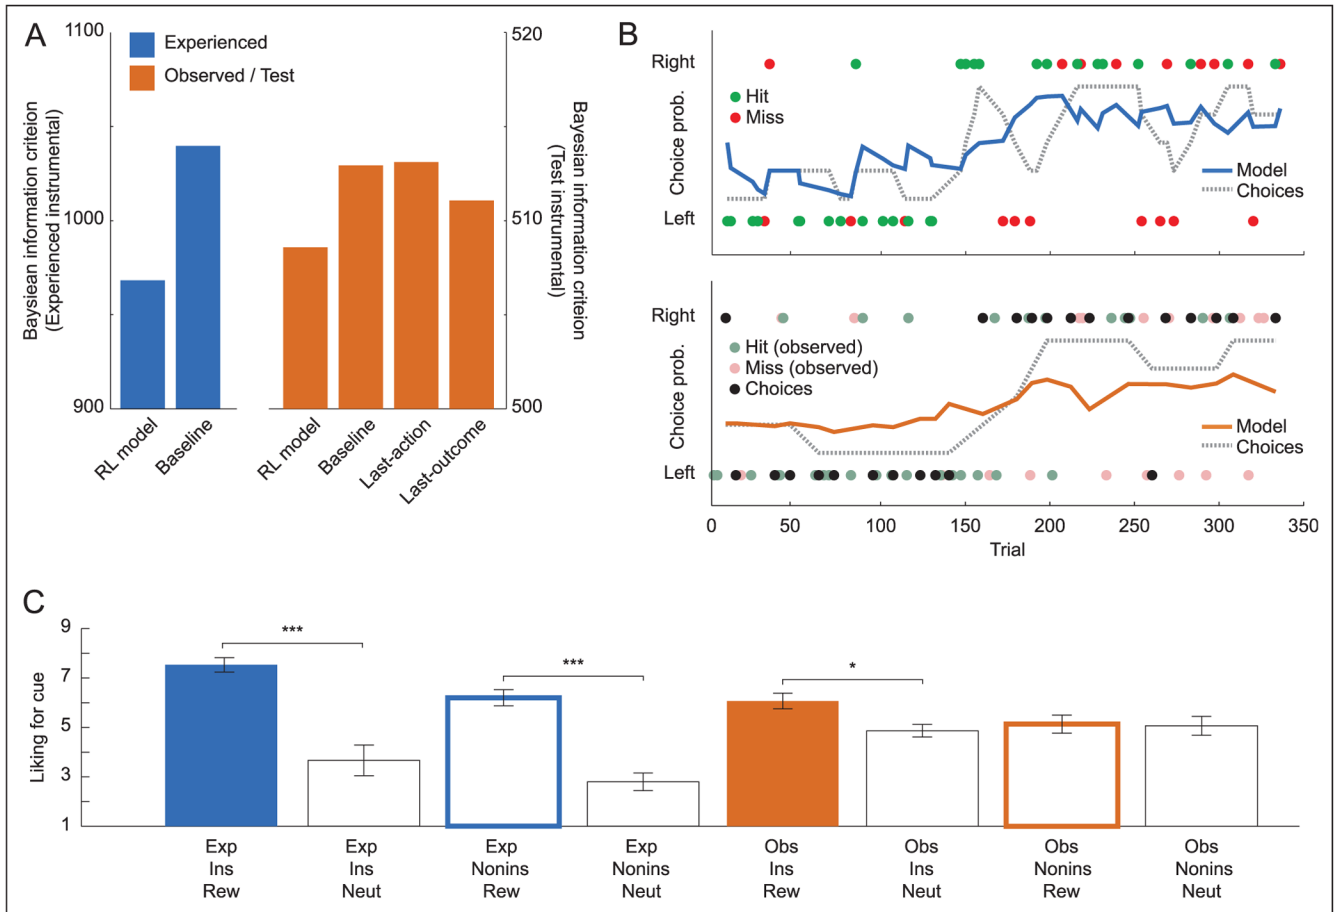 A
1100
1000
900
Baysiean information criteion
(Experienced instrumental)
Experienced
Observed / Test
520
510
500
Bayesian information criteion
(Test instrumental)
RL model
Baseline
RL model
Baseline
Last-action
Last-outcome
B
Right
Hit
Miss
Choice prob.
Model
Choices
Left
Right
Hit (observed)
Miss (observed)
Choices
Choice prob.
Model
Choices
Left
0 50 100 150 200 250 300 350
Trial
C
9
7
5
3
1
Liking for cue
***
***
*
Exp Exp Exp Exp Obs Obs Obs Obs
Ins Ins Nonins Nonins Ins Ins Nonins Nonins
Rew Neut Rew Neut Rew Neut Rew Neut